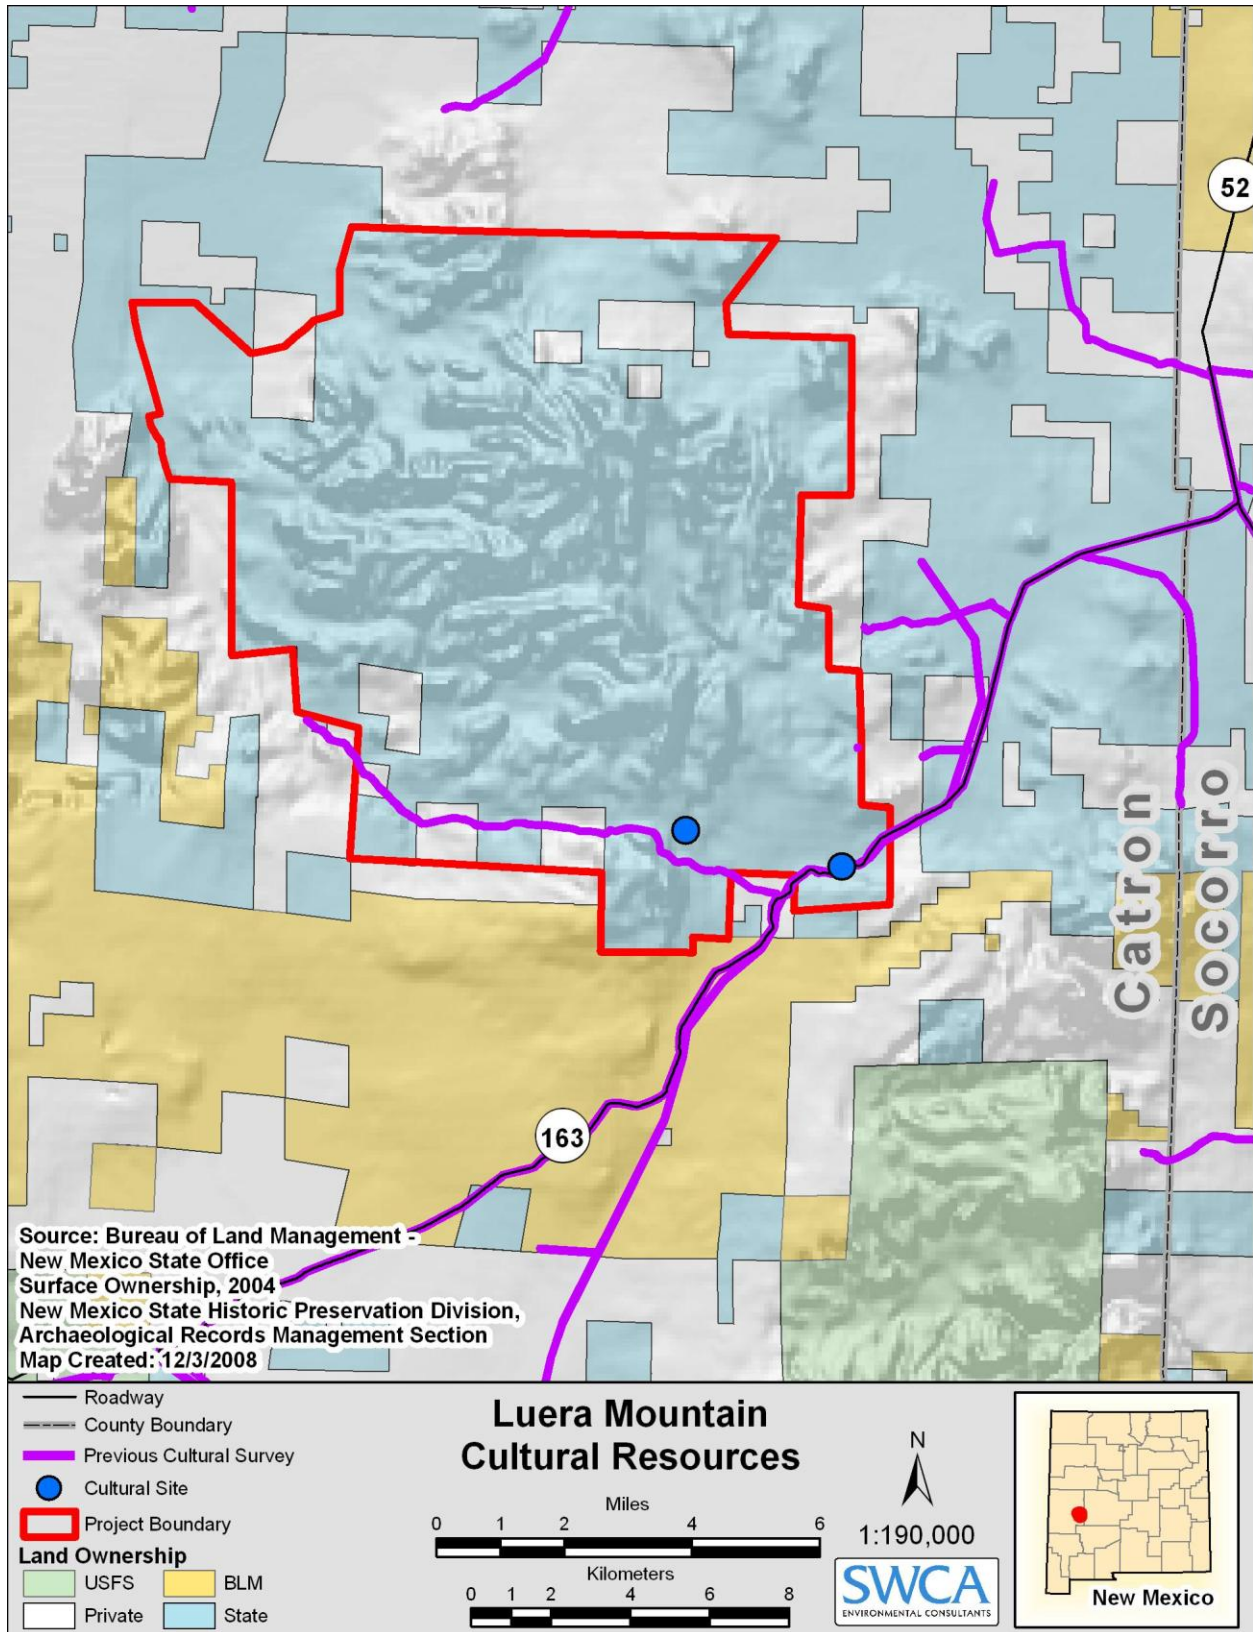 52
Catron
Socorro
163
Source: Bureau of Land Management -
New Mexico State Office
Surface Ownership, 2004
New Mexico State Historic Preservation Division,
Archaeological Records Management Section
Map Created: 12/3/2008
Roadway
County Boundary
Previous Cultural Survey
Cultural Site
Project Boundary
Land Ownership
USFS
BLM
Private
State
Luera Mountain
Cultural Resources
Miles
0 1 2 4 6
Kilometers
0 1 2 4 6 8
N
1:190,000
SWCA
ENVIRONMENTAL CONSULTANTS
New Mexico